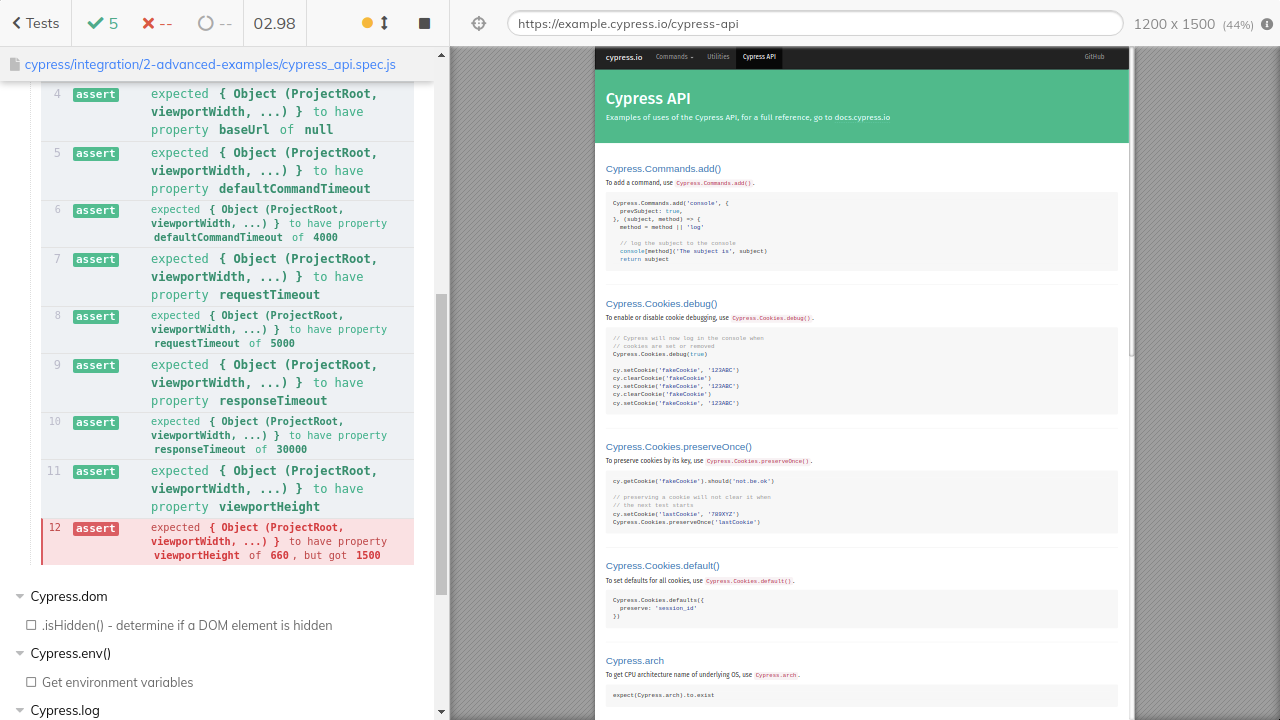 Tests
5
--
--
02.98
https://example.cypress.io/cypress-api
1200 x 1500 (44%)
cypress/integration/2-advanced-examples/cypress_api.spec.js
4 assert expected { Object (ProjectRoot,
viewportWidth, ...) } to have
property baseUrl of null
5 assert expected { Object (ProjectRoot,
viewportWidth, ...) } to have
property defaultCommandTimeout
6 assert expected { Object (ProjectRoot,
viewportWidth, ...) } to have property
defaultCommandTimeout of 4000
7 assert expected { Object (ProjectRoot,
viewportWidth, ...) } to have
property requestTimeout
8 assert expected { Object (ProjectRoot,
viewportWidth, ...) } to have property
requestTimeout of 5000
9 assert expected { Object (ProjectRoot,
viewportWidth, ...) } to have
property responseTimeout
10 assert expected { Object (ProjectRoot,
viewportWidth, ...) } to have property
responseTimeout of 30000
11 assert expected { Object (ProjectRoot,
viewportWidth, ...) } to have
property viewportHeight
12 assert expected { Object (ProjectRoot,
viewportWidth, ...) } to have property
viewportHeight of 660 , but got 1500
Cypress.dom
.isHidden() - determine if a DOM element is hidden
Cypress.env()
Get environment variables
Cypress.log
cypress.io Commands Utilities Cypress API GitHub
Cypress API
Examples of uses of the Cypress API, for a full reference, go to docs.cypress.io
Cypress.Commands.add()
To add a command, use Cypress.Commands.add().
Cypress.Commands.add('console', {
prevSubject: true,
}, (subject, method) => {
method = method || 'log'
// log the subject to the console
console[method]('The subject is', subject)
return subject
Cypress.Cookies.debug()
To enable or disable cookie debugging, use Cypress.Cookies.debug().
// Cypress will now log in the console when
// cookies are set or removed
Cypress.Cookies.debug(true)
cy.setCookie('fakeCookie', '123ABC')
cy.clearCookie('fakeCookie')
cy.setCookie('fakeCookie', '123ABC')
cy.clearCookie('fakeCookie')
cy.setCookie('fakeCookie', '123ABC')
Cypress.Cookies.preserveOnce()
To preserve cookies by its key, use Cypress.Cookies.preserveOnce().
cy.getCookie('fakeCookie').should('not.be.ok')
// preserving a cookie will not clear it when
// the next test starts
cy.setCookie('lastCookie', '789XYZ')
Cypress.Cookies.preserveOnce('lastCookie')
Cypress.Cookies.default()
To set defaults for all cookies, use Cypress.Cookies.default().
Cypress.Cookies.defaults({
preserve: 'session_id'
})
Cypress.arch
To get CPU architecture name of underlying OS, use Cypress.arch.
expect(Cypress.arch).to.exist